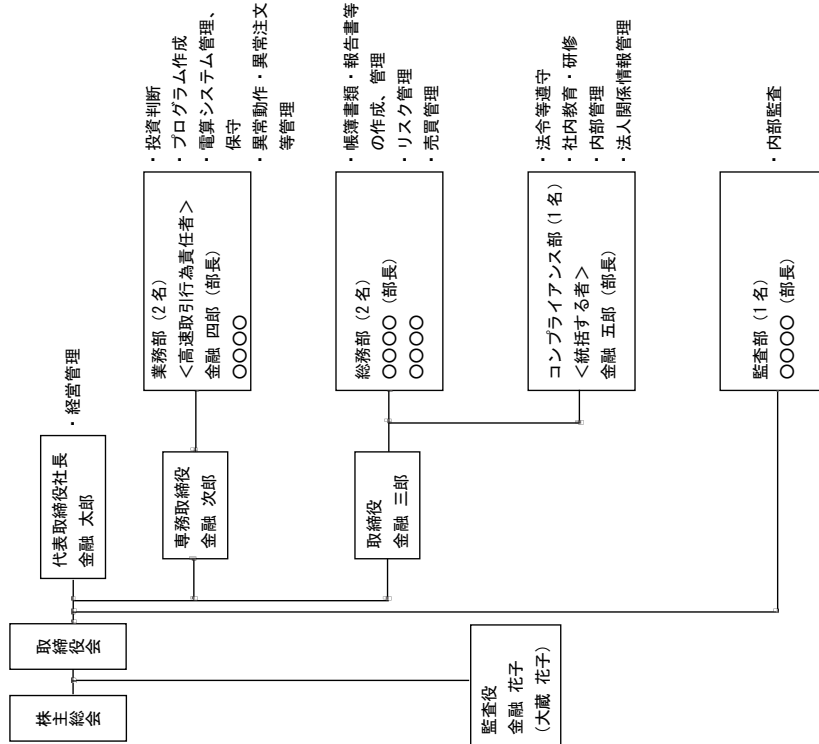 株主
総会
取締
役会
監査役
金融 花子
(大蔵 花子)
代表取締役社長
金融 太郎
・経営管理
専務取締役
金融 次郎
業務部（2名）
＜高速取引行為責任者＞
金融 四郎（部長）
○○○○
・投資判断
・プログラム作成
・電算システム管理、
保守
・異常動作・異常注文
等管理
取締役
金融 三郎
総務部（2名）
○○○○（部長）
○○○○
・帳簿書類・報告書等
の作成、管理
・リスク管理
・売買管理
コンプライアンス部（1名）
＜統括する者＞
金融 五郎（部長）
・法令等遵守
・社内教育・研修
・内部管理
・法人関係情報管理
監査部（1名）
○○○○（部長）
・内部監査